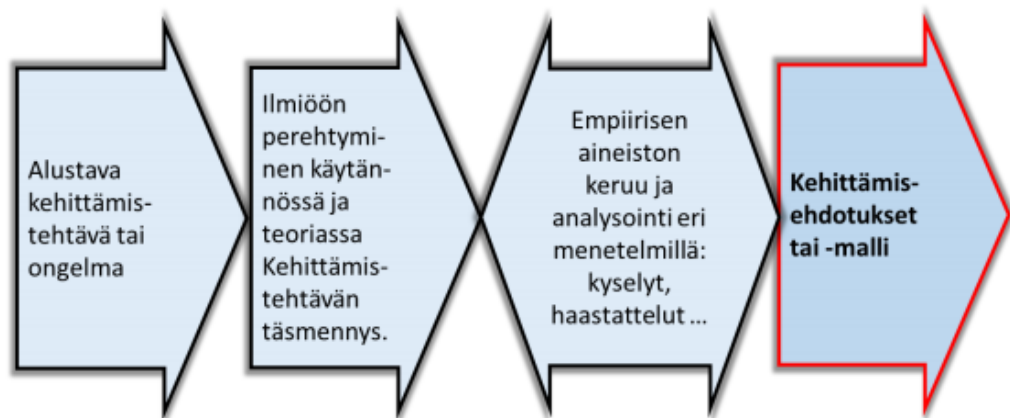 Alustava
kehittämis-
tehtävä tai
ongelma
Ilmiöön
perehtymi-
nen käytän-
nössä ja
teoriassa
Kehittämis-
tehtävän
täsmennys.
Empiirisen
aineiston
keruu ja
analysointi eri
menetelmillä:
kyselyt,
haastattelut ...
Kehittämis-
ehdotukset
tai -malli